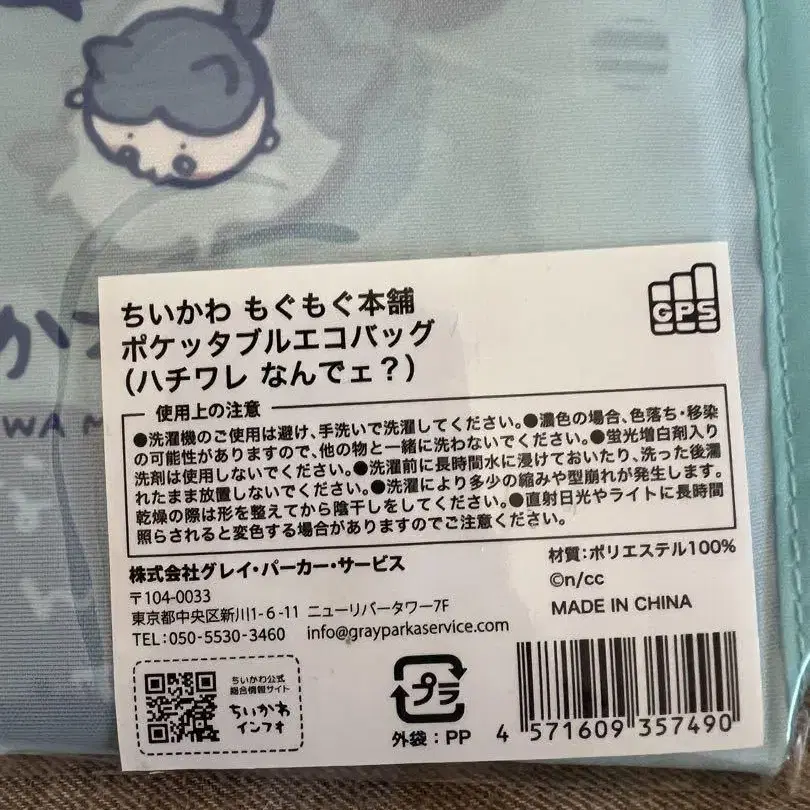 ちいかわ もぐもぐ本舗
ポケッタブルエコバッグ
(ハチワレ なんでェ?)
GPS
使用上の注意
●洗濯機のご使用は避け、手洗いで洗濯してください。●濃色の場合、色落ち・移染
の可能性がありますので、他の物と一緒に洗わないでください。●蛍光増白剤入り
洗剤は使用しないでください。●洗濯前に長時間水に浸けておいたり、洗った後濡
れたまま放置しないでください。●洗濯により多少の縮みや型崩れが発生します。
乾燥の際は形を整えてから陰干しをしてください。●直射日光やライトに長時間
照らされると変色する場合がありますのでご注意ください。
株式会社グレイ・パーカー・サービス
〒104-0033
東京都中央区新川1-6-11 ニューリバータワー7F
TEL:050-5530-3460 info@grayparkaservice.com
材質:ポリエステル100%
©n/cc
MADE IN CHINA
ちいかわ公式
総合情報サイト
ちいかわ
インフォ
プラ
外袋:PP
4 571609 357490
か
WA M